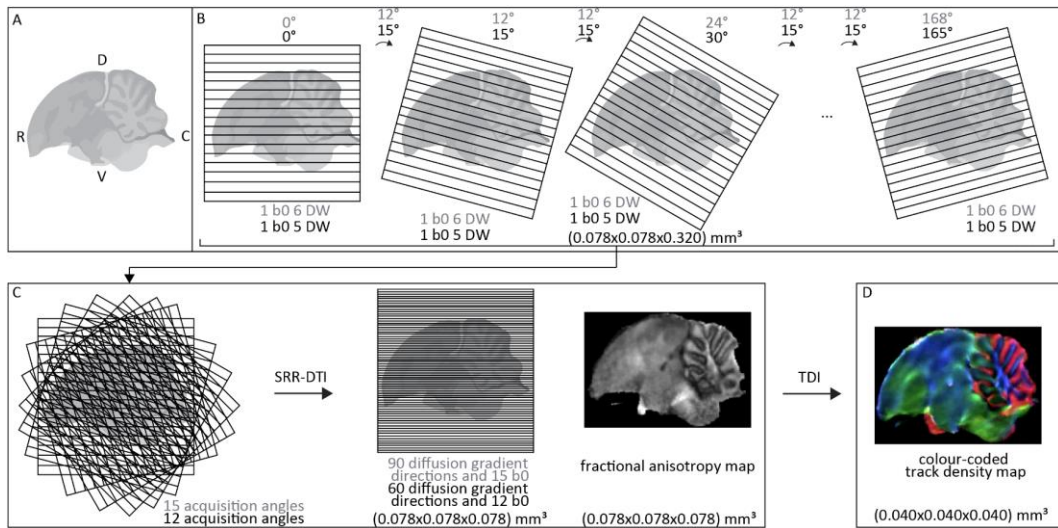 A
D
R
C
V
B
0°
0°
12°
15°
12°
15°
12°
15°
24°
30°
12°
15°
12°
15°
168°
165°
...
1 b0 6 DW
1 b0 5 DW
1 b0 6 DW
1 b0 5 DW
1 b0 6 DW
1 b0 5 DW
(0.078x0.078x0.320) mm³
1 b0 6 DW
1 b0 5 DW
C
15 acquisition angles
12 acquisition angles
SRR-DTI
90 diffusion gradient
directions and 15 b0
60 diffusion gradient
directions and 12 b0
(0.078x0.078x0.078) mm³
fractional anisotropy map
(0.078x0.078x0.078) mm³
TDI
D
colour-coded
track density map
(0.040x0.040x0.040) mm³